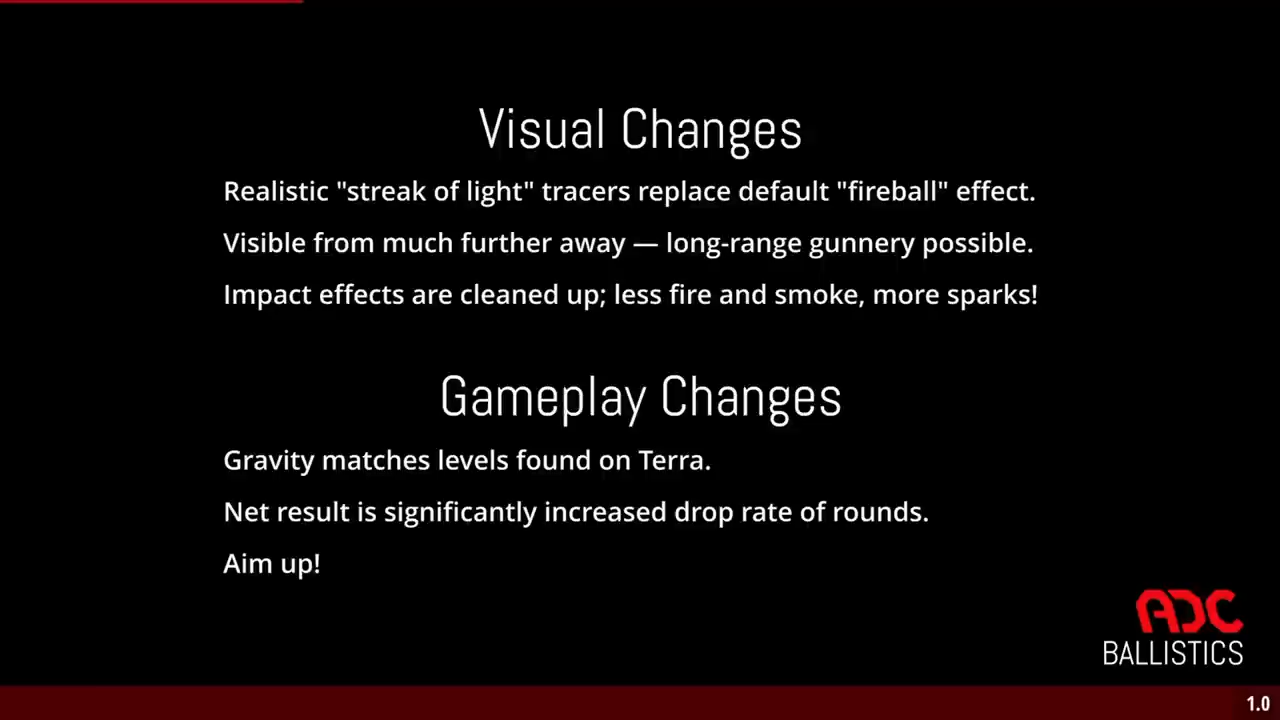 Visual Changes
Realistic "streak of light" tracers replace default "fireball" effect.
Visible from much further away — long-range gunnery possible.
Impact effects are cleaned up; less fire and smoke, more sparks!
Gameplay Changes
Gravity matches levels found on Terra.
Net result is significantly increased drop rate of rounds.
Aim up!
ADC
BALLISTICS
1.0